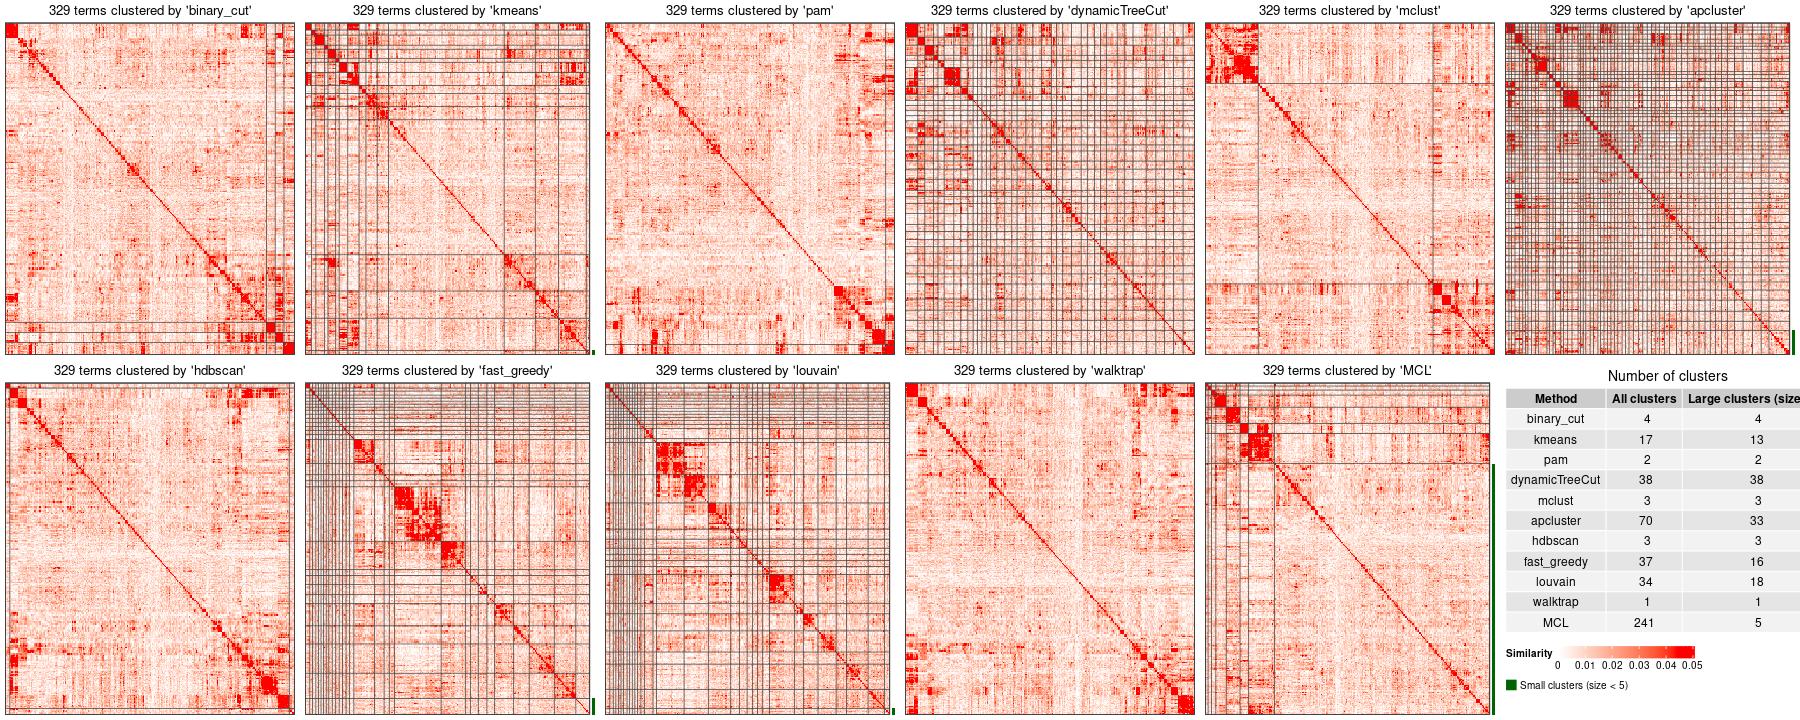 329 terms clustered by 'binary_cut'
329 terms clustered by 'kmeans'
329 terms clustered by 'pam'
329 terms clustered by 'dynamicTreeCut'
329 terms clustered by 'mclust'
329 terms clustered by 'apcluster'
329 terms clustered by 'hdbscan'
329 terms clustered by 'fast_greedy'
329 terms clustered by 'louvain'
329 terms clustered by 'walktrap'
329 terms clustered by 'MCL'
Number of clusters
Method All clusters Large clusters (size
binary_cut 4 4
kmeans 17 13
pam 2 2
dynamicTreeCut 38 38
mclust 3 3
apcluster 70 33
hdbscan 3 3
fast_greedy 37 16
louvain 34 18
walktrap 1 1
MCL 241 5
Similarity
0 0.01 0.02 0.03 0.04 0.05
Small clusters (size < 5)